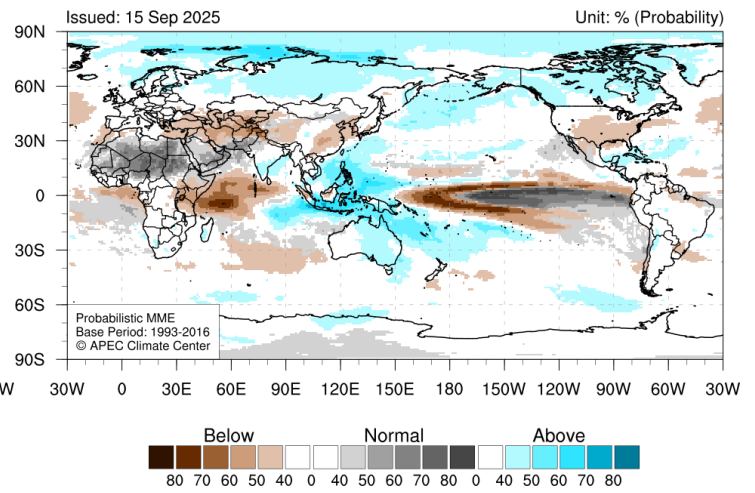 Issued: 15 Sep 2025 Unit: % (Probability)
90N
60N
30N
0
30S
60S
90S
Probabilistic MME
Base Period: 1993-2016
© APEC Climate Center
W 30W 0 30E 60E 90E 120E 150E 180 150W 120W 90W 60W 30W
Below Normal Above
80 70 60 50 40 0 40 50 60 70 80 0 40 50 60 70 80